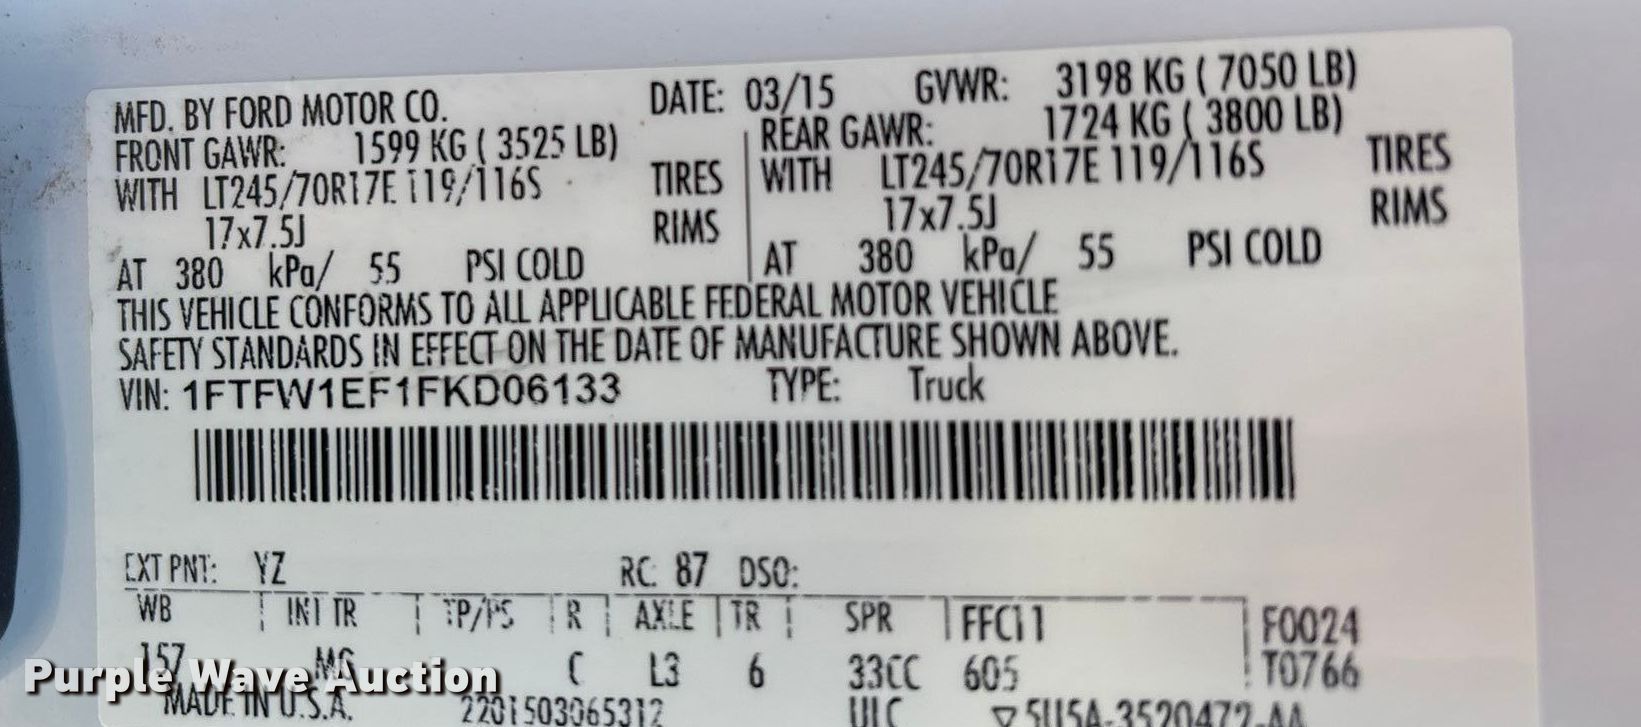 MFD. BY FORD MOTOR CO. DATE: 03/15 GVWR: 3198 KG ( 7050 LB)
FRONT GAWR: 1599 KG ( 3525 LB) REAR GAWR: 1724 KG ( 3800 LB)
WITH LT245/70R17E 119/116S TIRES WITH LT245/70R17E 119/116S TIRES
17x7.5J RIMS 17x7.5J RIMS
AT 380 kPa/ 55 PSI COLD AT 380 kPa/ 55 PSI COLD
THIS VEHICLE CONFORMS TO ALL APPLICABLE FEDERAL MOTOR VEHICLE
SAFETY STANDARDS IN EFFECT ON THE DATE OF MANUFACTURE SHOWN ABOVE.
VIN: 1FTFW1EF1FKD06133 TYPE: Truck
EXT PNT: YZ RC: 87 DSO:
WB INT TR TP/PS R AXLE TR SPR FFC11 F0024
157 MG C L3 6 33CC 605 T0766
Purple Wave Auction
MADE IN U.S.A. 2201503065312 ULC ▽ 5U5A-3520472-AA